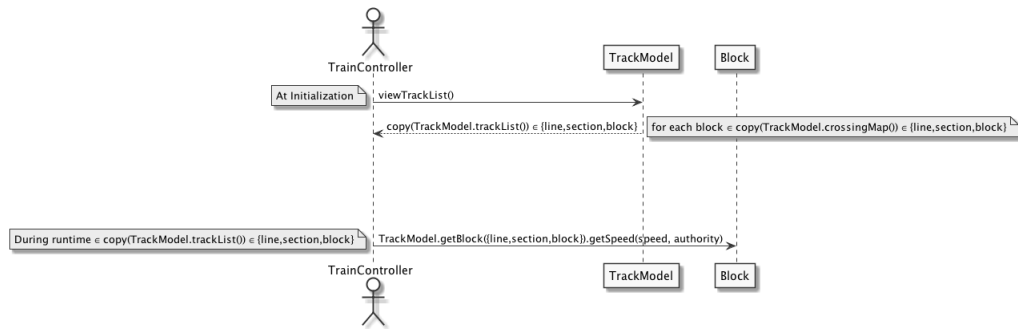 TrainController
TrackModel
Block
At Initialization
viewTrackList()
copy(TrackModel.trackList()) ∈ {line,section,block}
for each block ∈ copy(TrackModel.crossingMap()) ∈ {line,section,block}
During runtime ∈ copy(TrackModel.trackList()) ∈ {line,section,block}
TrackModel.getBlock({line,section,block}).getSpeed(speed, authority)
TrainController
TrackModel
Block